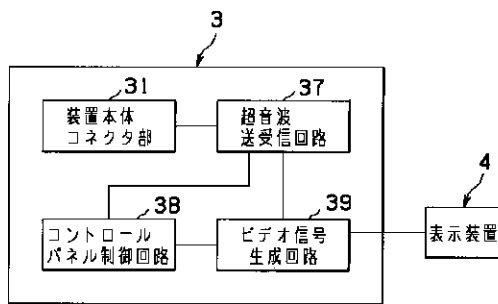 3
31
装置本体
コネクタ部
37
超音波
送受信回路
38
コントロール
パネル制御回路
39
ビデオ信号
生成回路
4
表示装置